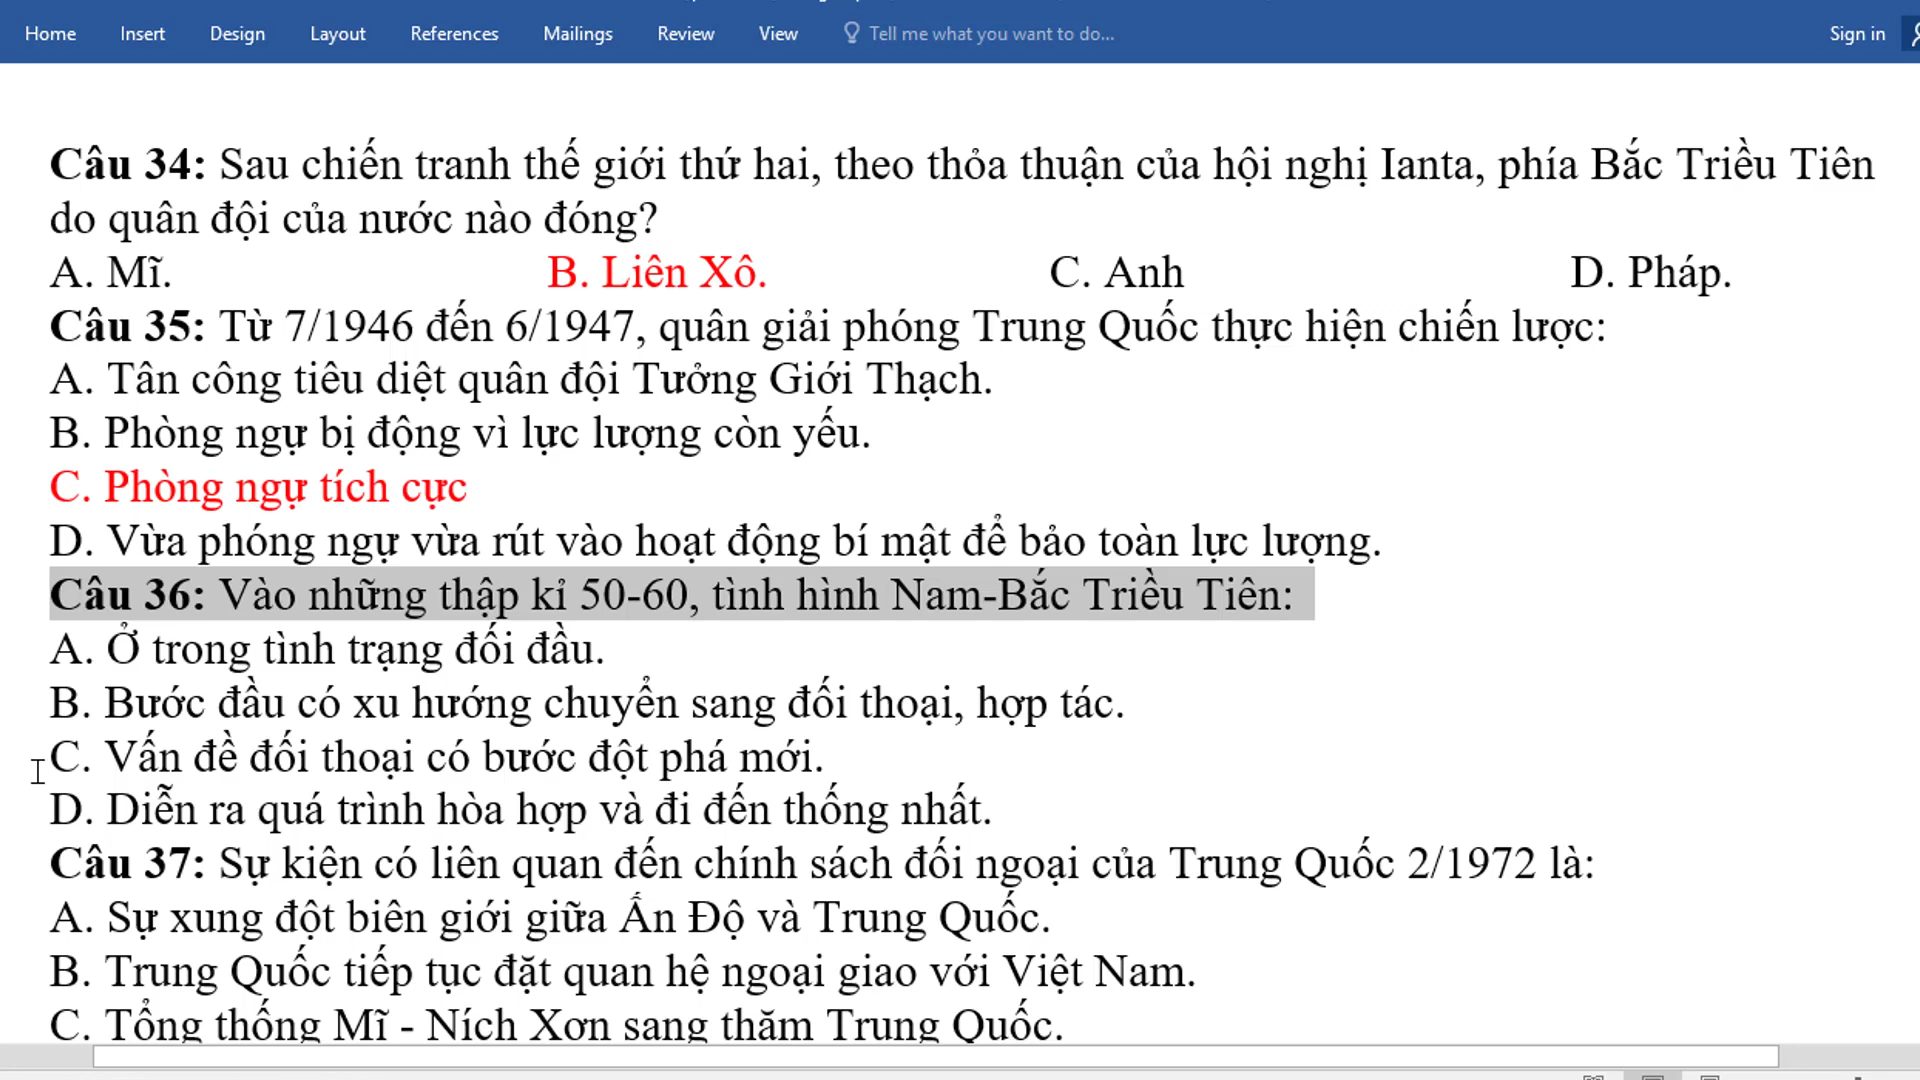 Home Insert Design Layout References Mailings Review View Tell me what you want to do... Sign in
Câu 34: Sau chiến tranh thế giới thứ hai, theo thỏa thuận của hội nghị Ianta, phía Bắc Triều Tiên
do quân đội của nước nào đóng?
A. Mĩ. B. Liên Xô. C. Anh D. Pháp.
Câu 35: Từ 7/1946 đến 6/1947, quân giải phóng Trung Quốc thực hiện chiến lược:
A. Tân công tiêu diệt quân đội Tưởng Giới Thạch.
B. Phòng ngự bị động vì lực lượng còn yếu.
C. Phòng ngự tích cực
D. Vừa phóng ngự vừa rút vào hoạt động bí mật để bảo toàn lực lượng.
Câu 36: Vào những thập kỉ 50-60, tình hình Nam-Bắc Triều Tiên:
A. Ở trong tình trạng đối đầu.
B. Bước đầu có xu hướng chuyển sang đối thoại, hợp tác.
C. Vấn đề đối thoại có bước đột phá mới.
D. Diễn ra quá trình hòa hợp và đi đến thống nhất.
Câu 37: Sự kiện có liên quan đến chính sách đối ngoại của Trung Quốc 2/1972 là:
A. Sự xung đột biên giới giữa Ấn Độ và Trung Quốc.
B. Trung Quốc tiếp tục đặt quan hệ ngoại giao với Việt Nam.
C. Tổng thống Mĩ - Ních Xơn sang thăm Trung Quốc.